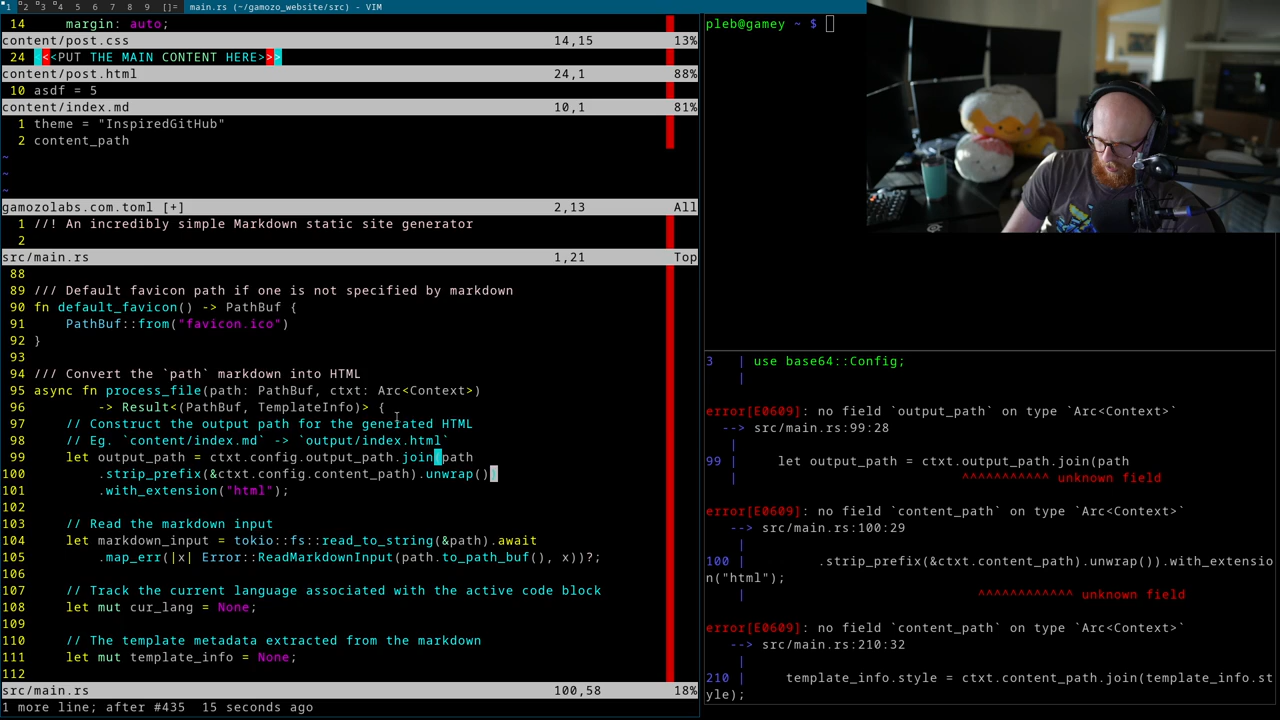 1 2 3 4 5 6 7 8 9 []= main.rs (~/gamozo_website/src) - VIM
14     margin: auto;
content/post.css 14,15 13%
24 <<<PUT THE MAIN CONTENT HERE>>>
content/post.html 24,1 88%
10 asdf = 5
content/index.md 10,1 81%
1 theme = "InspiredGitHub"
2 content_path
~
~
~
gamozolabs.com.toml [+] 2,13 All
1 //! An incredibly simple Markdown static site generator
2
src/main.rs 1,21 Top
88
89 /// Default favicon path if one is not specified by markdown
90 fn default_favicon() -> PathBuf {
91     PathBuf::from("favicon.ico")
92 }
93
94 /// Convert the `path` markdown into HTML
95 async fn process_file(path: PathBuf, ctxt: Arc<Context>)
96         -> Result<(PathBuf, TemplateInfo)> {
97     // Construct the output path for the generated HTML
98     // Eg. `content/index.md` -> `output/index.html`
99     let output_path = ctxt.config.output_path.join(path
100         .strip_prefix(&ctxt.config.content_path).unwrap())
101         .with_extension("html");
102
103     // Read the markdown input
104     let markdown_input = tokio::fs::read_to_string(&path).await
105         .map_err(|x| Error::ReadMarkdownInput(path.to_path_buf(), x))?;
106
107     // Track the current language associated with the active code block
108     let mut cur_lang = None;
109
110     // The template metadata extracted from the markdown
111     let mut template_info = None;
112
src/main.rs 100,58 18%
1 more line; after #435  15 seconds ago
pleb@gamey ~ $
3   | use base64::Config;
    |
error[E0609]: no field `output_path` on type `Arc<Context>`
  --> src/main.rs:99:28
   |
99 |     let output_path = ctxt.output_path.join(path
   |                            ^^^^^^^^^^^ unknown field
error[E0609]: no field `content_path` on type `Arc<Context>`
   --> src/main.rs:100:29
    |
100 |         .strip_prefix(&ctxt.content_path).unwrap()).with_extensio
n("html");
    |                             ^^^^^^^^^^^^ unknown field
error[E0609]: no field `content_path` on type `Arc<Context>`
   --> src/main.rs:210:32
    |
210 |     template_info.style = ctxt.content_path.join(template_info.st
yle);